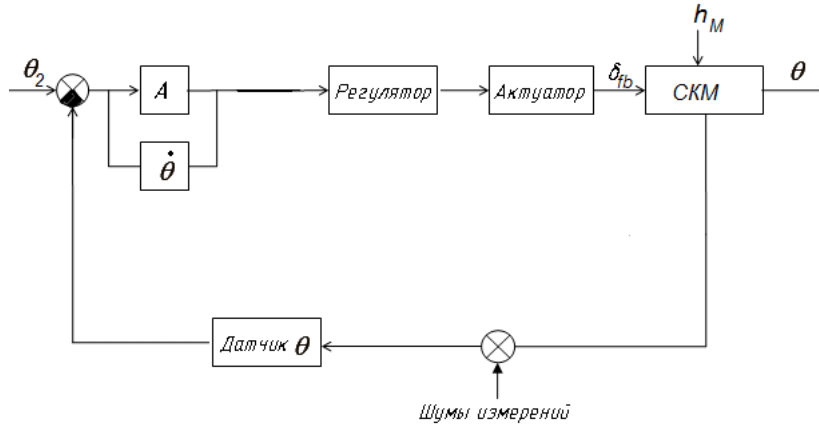 h_M
θ_2
A
Регулятор
Актуатор
δ_fb
СКМ
θ
θ̇
Датчик θ
Шумы измерений